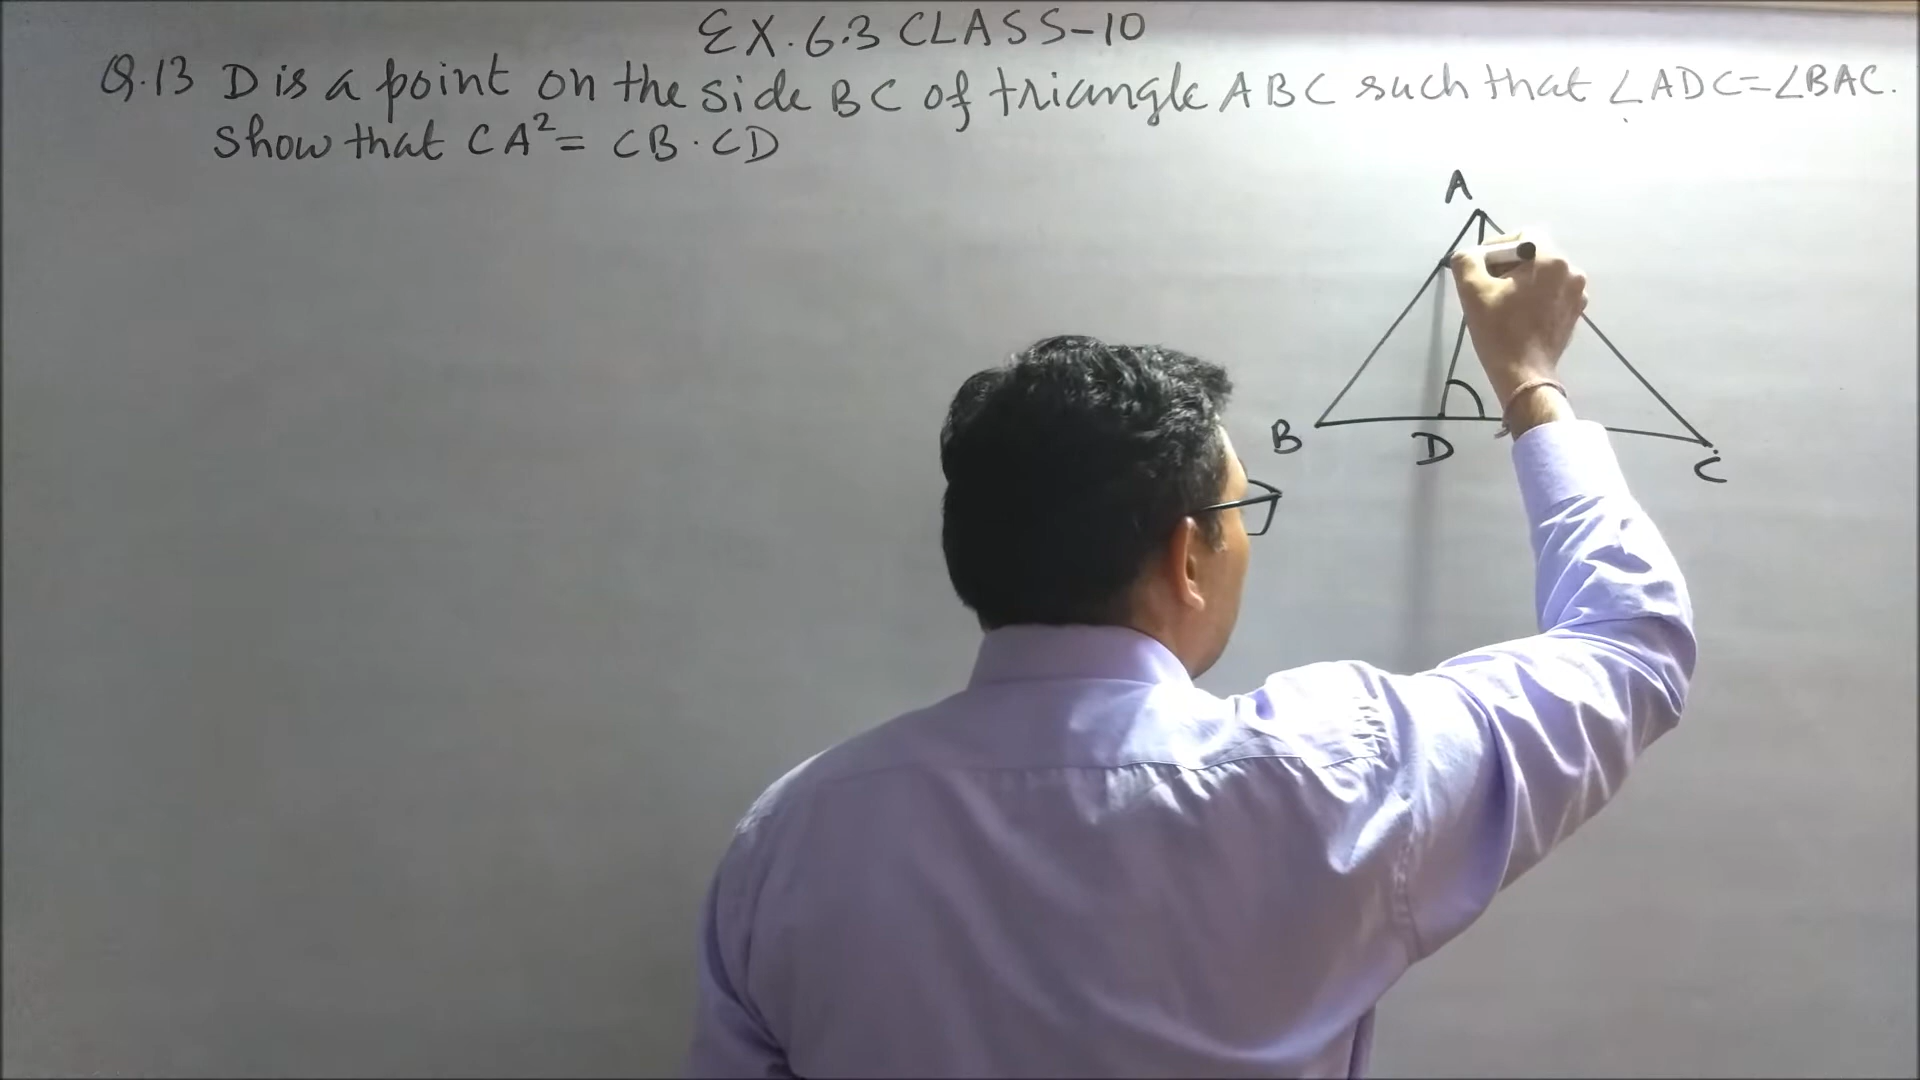 EX. 6.3 CLASS-10
Q.13 D is a point on the side BC of triangle ABC such that ∠ADC=∠BAC.
Show that CA²= CB·CD
A
B
D
C